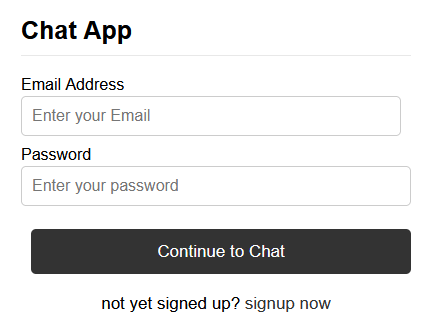 Chat App
Email Address
Enter your Email
Password
Enter your password
Continue to Chat
not yet signed up? signup now